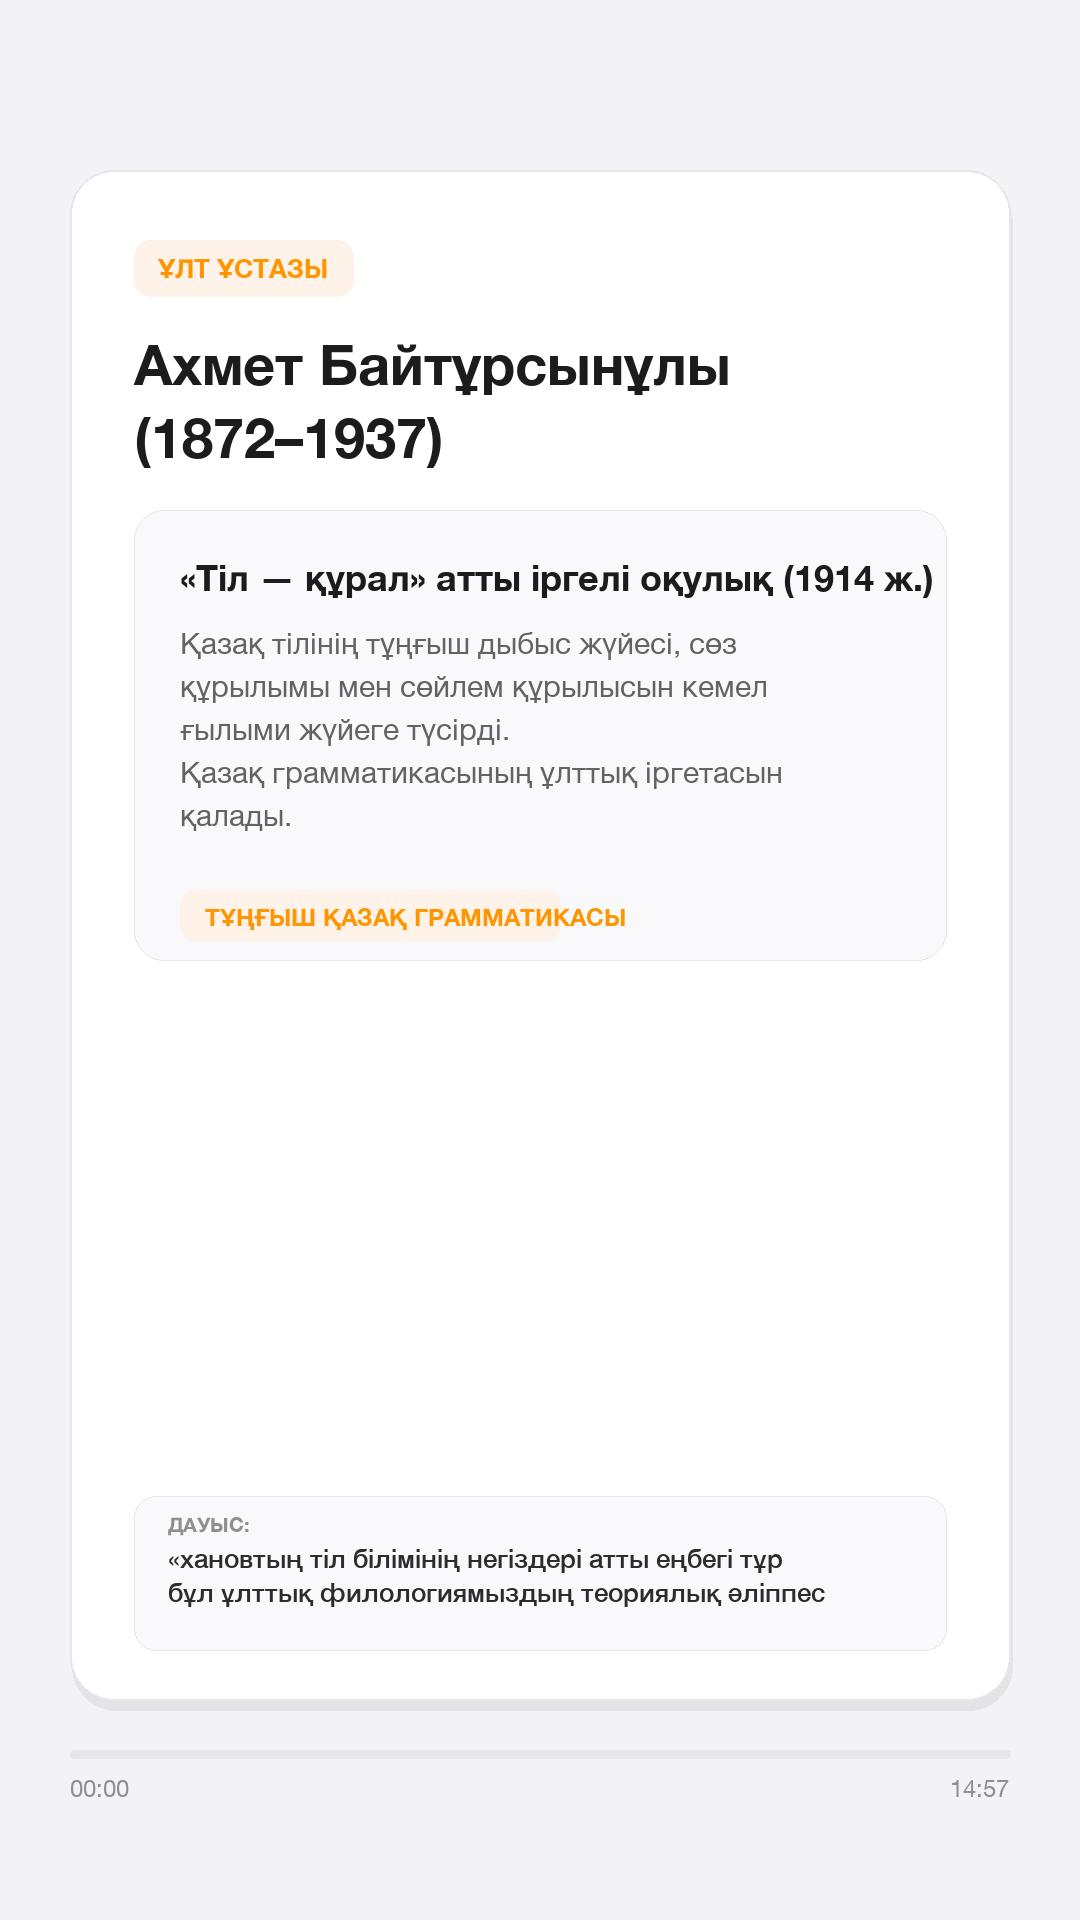 ҰЛТ ҰСТАЗЫ
Ахмет Байтұрсынұлы
(1872–1937)
«Тіл — құрал» атты іргелі оқулық (1914 ж.)
Қазақ тілінің тұңғыш дыбыс жүйесі, сөз
құрылымы мен сөйлем құрылысын кемел
ғылыми жүйеге түсірді.
Қазақ грамматикасының ұлттық іргетасын
қалады.
ТҰҢҒЫШ ҚАЗАҚ ГРАММАТИКАСЫ
ДАУЫС:
«хановтың тіл білімінің негіздері атты еңбегі тұр
бұл ұлттық филологиямыздың теориялық әліппес
00:00
14:57